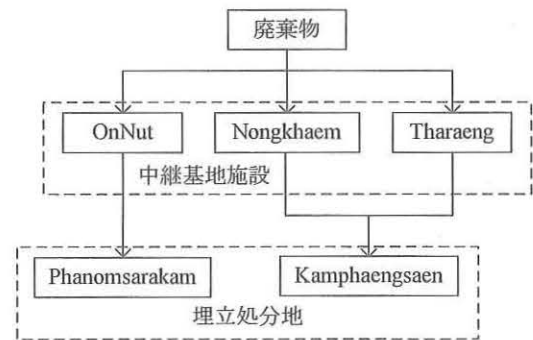 廃棄物
OnNut
Nongkhaem
Tharaeng
中継基地施設
Phanomsarakam
Kamphaengsaen
埋立処分地